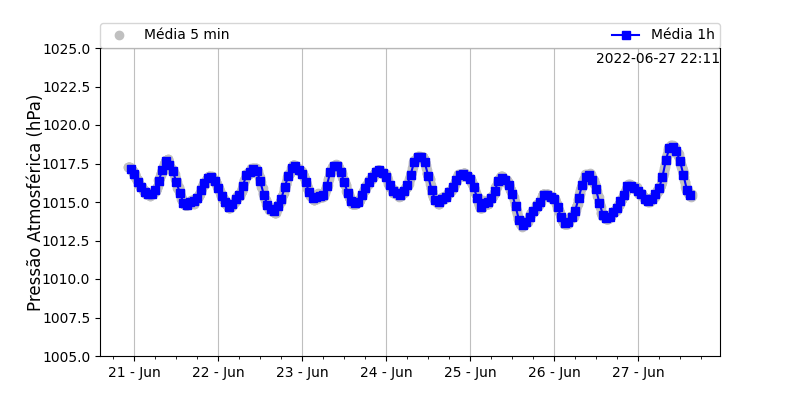 Média 5 min
Média 1h
2022-06-27 22:11
Pressão Atmosférica (hPa)
1025.0
1022.5
1020.0
1017.5
1015.0
1012.5
1010.0
1007.5
1005.0
21 - Jun
22 - Jun
23 - Jun
24 - Jun
25 - Jun
26 - Jun
27 - Jun